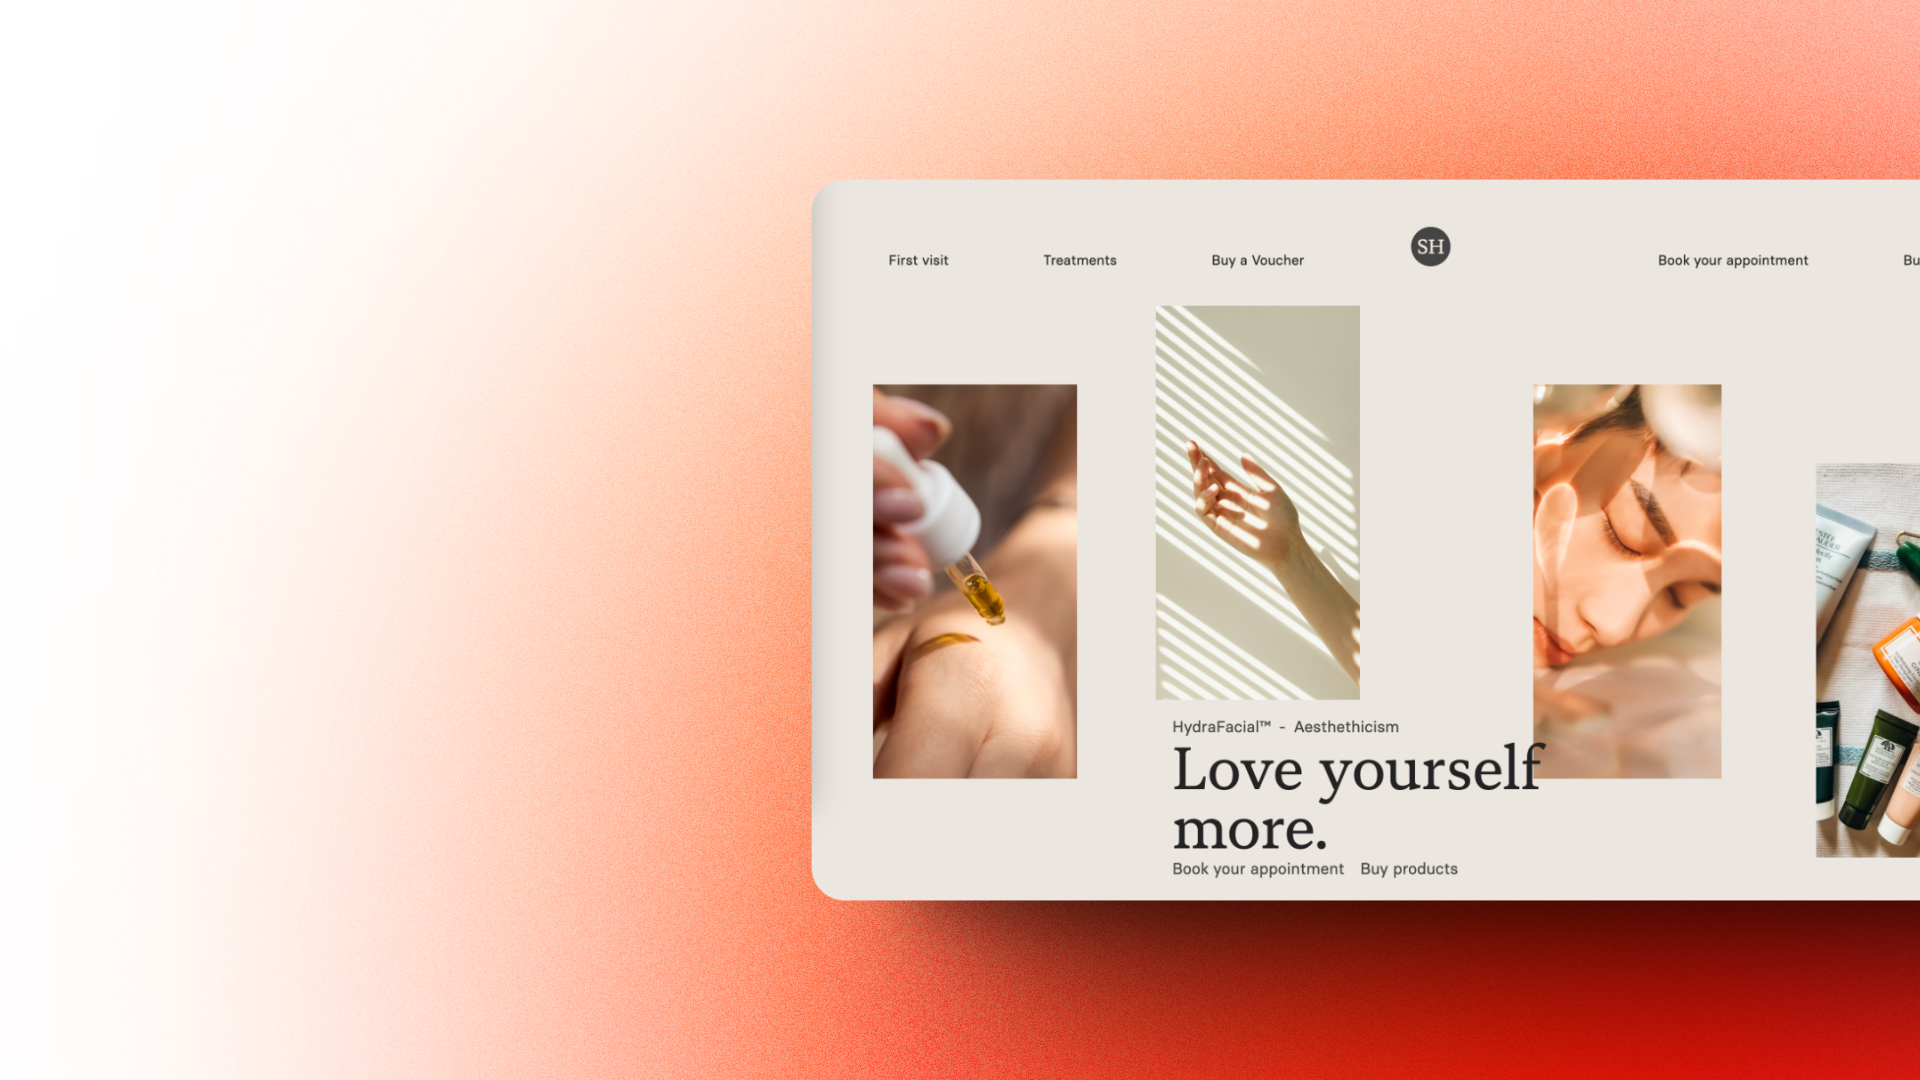 First visit
Treatments
Buy a Voucher
SH
Book your appointment
HydraFacial™ - Aesthethicism
Love yourself
more.
Book your appointment Buy products